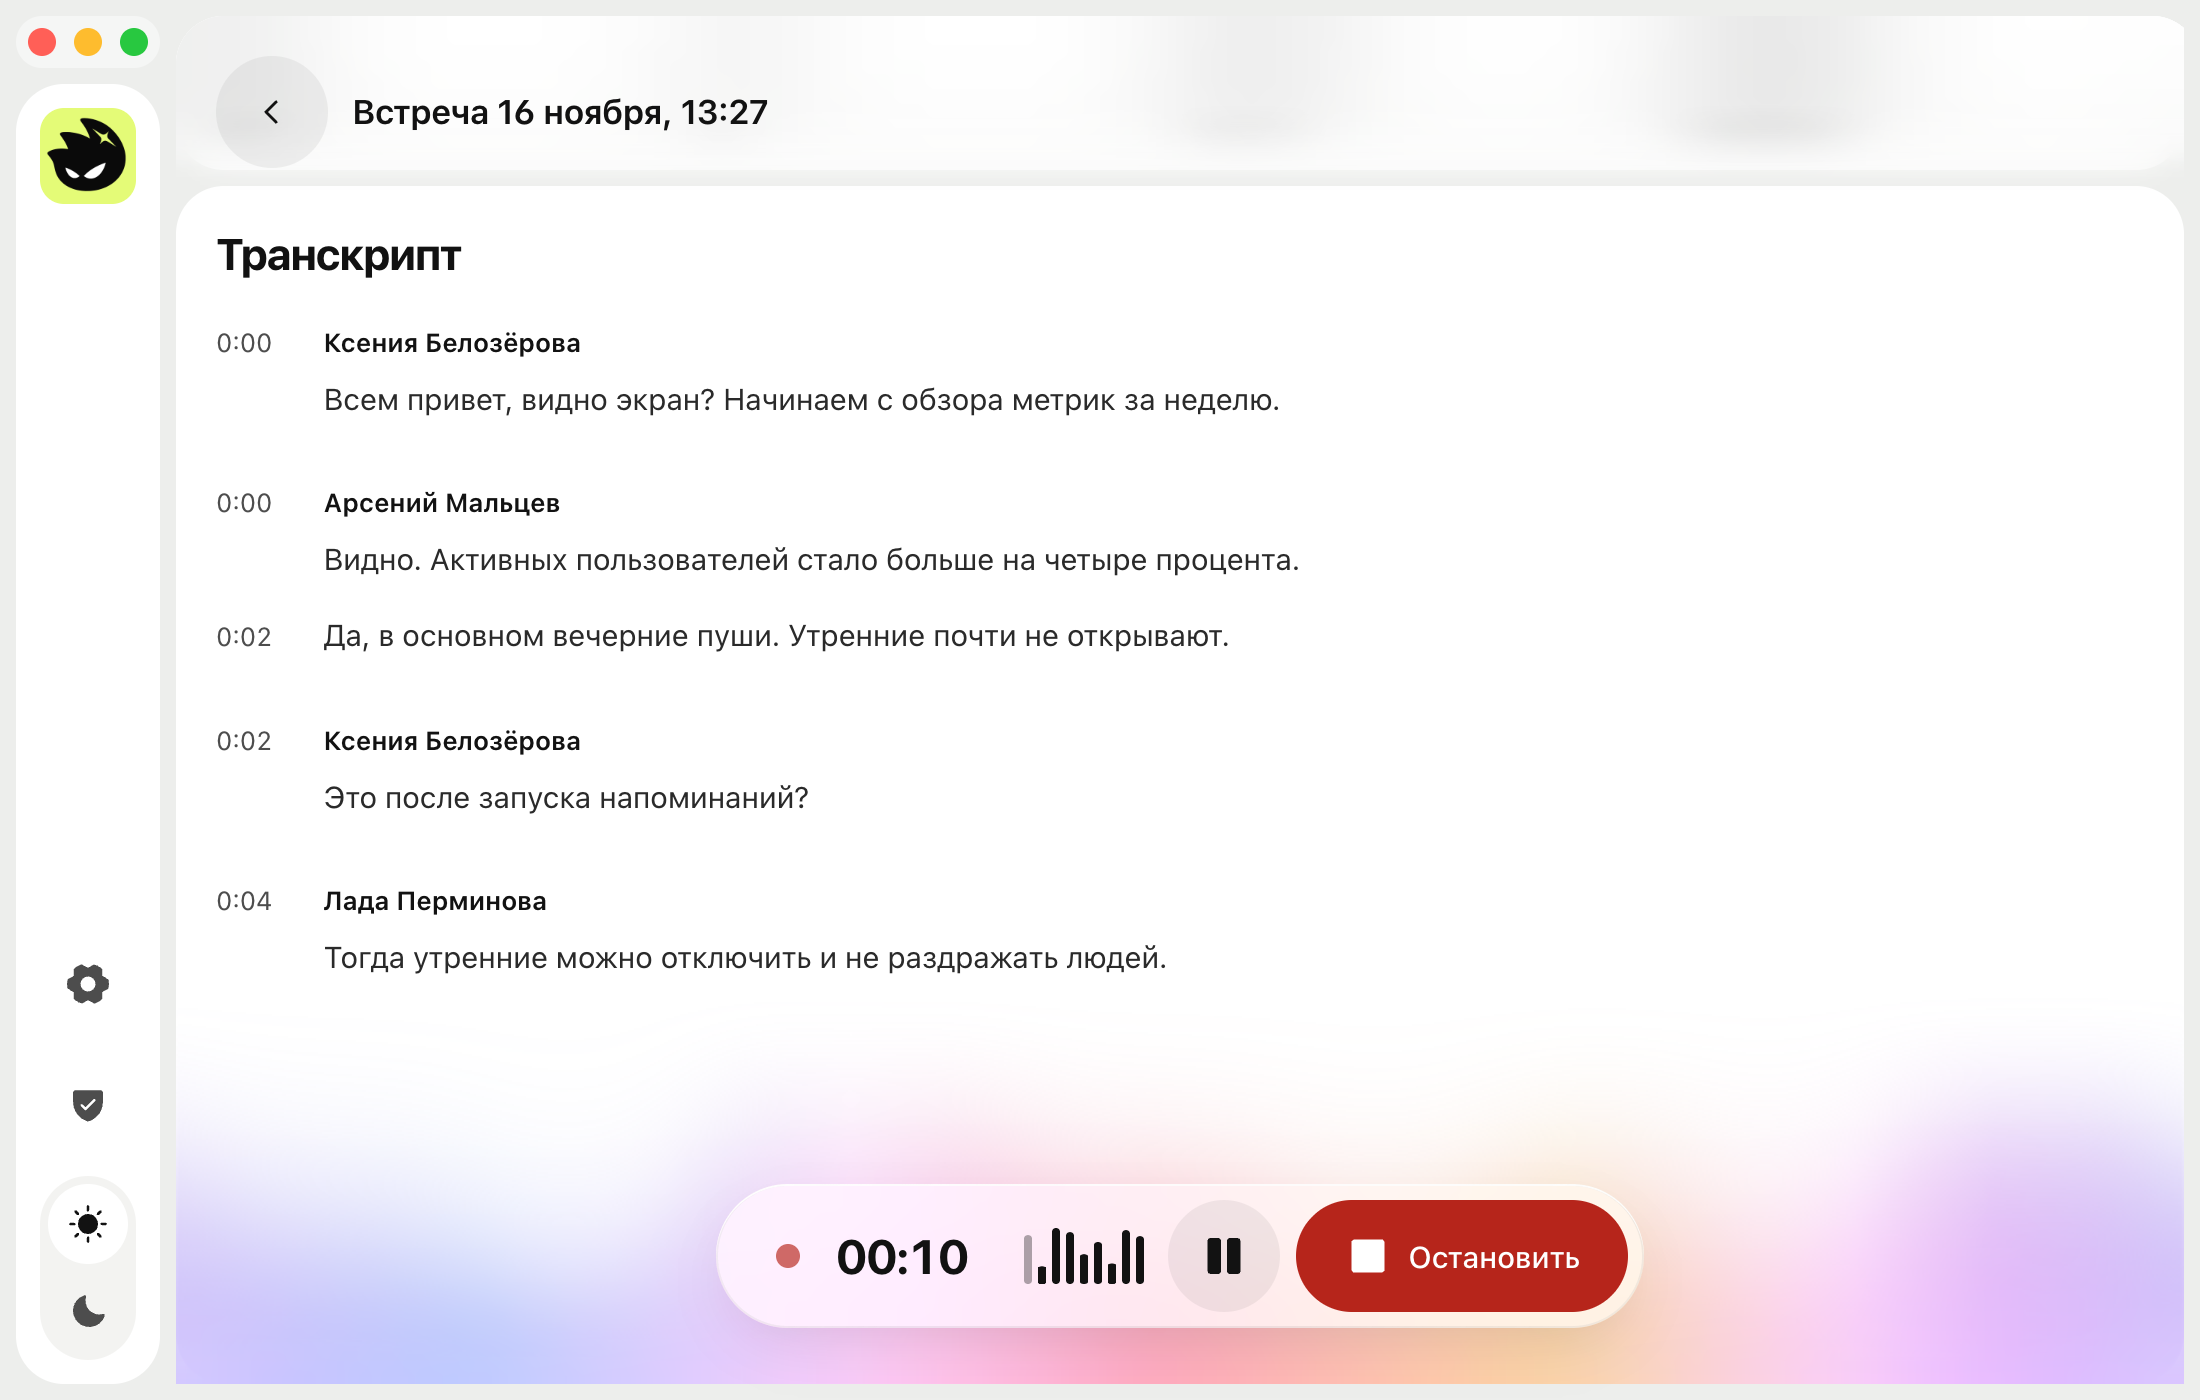 Встреча 16 ноября, 13:27
Транскрипт
0:00 Ксения Белозёрова
Всем привет, видно экран? Начинаем с обзора метрик за неделю.
0:00 Арсений Мальцев
Видно. Активных пользователей стало больше на четыре процента.
0:02 Да, в основном вечерние пуши. Утренние почти не открывают.
0:02 Ксения Белозёрова
Это после запуска напоминаний?
0:04 Лада Перминова
Тогда утренние можно отключить и не раздражать людей.
00:10 Остановить